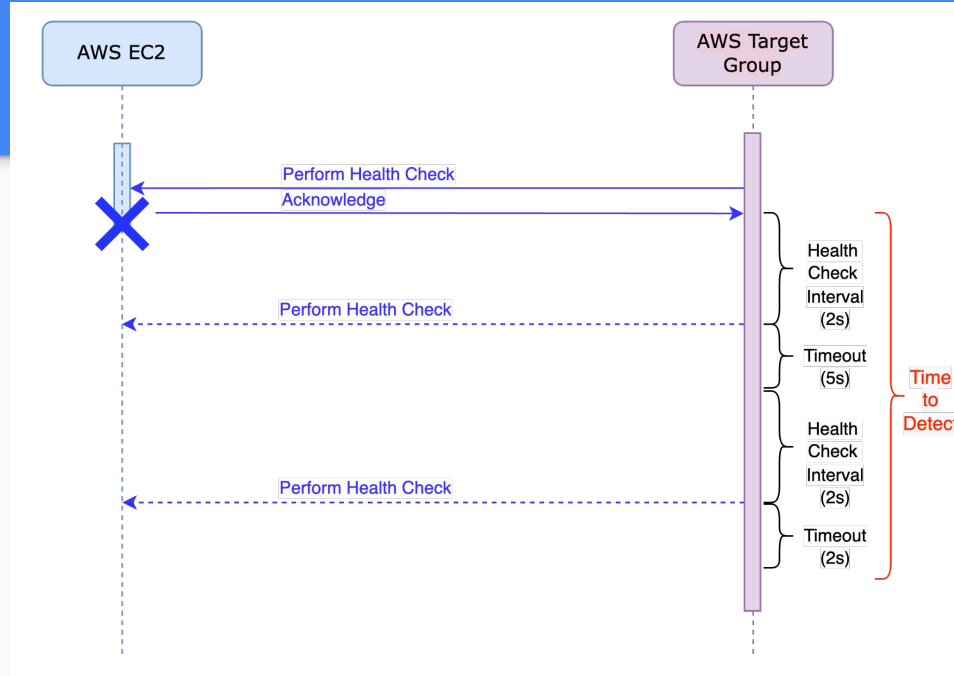 AWS EC2
AWS Target
Group
Perform Health Check
Acknowledge
Health
Check
Interval
(2s)
Perform Health Check
Timeout
(5s)
Time
to
Detec
Health
Check
Interval
(2s)
Perform Health Check
Timeout
(2s)